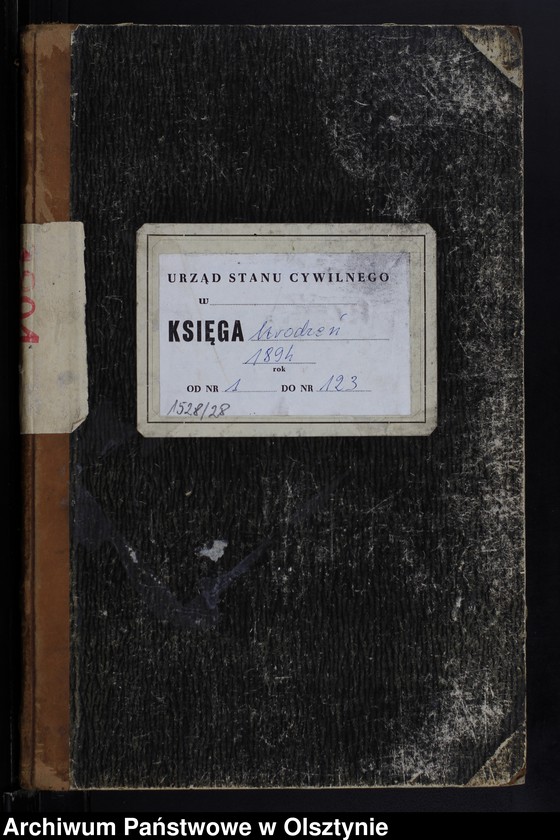 URZĄD STANU CYWILNEGO
w
KSIĘGA Urodzeń
1894
rok
OD NR 1 DO NR 123
1528/28
Archiwum Państwowe w Olsztynie